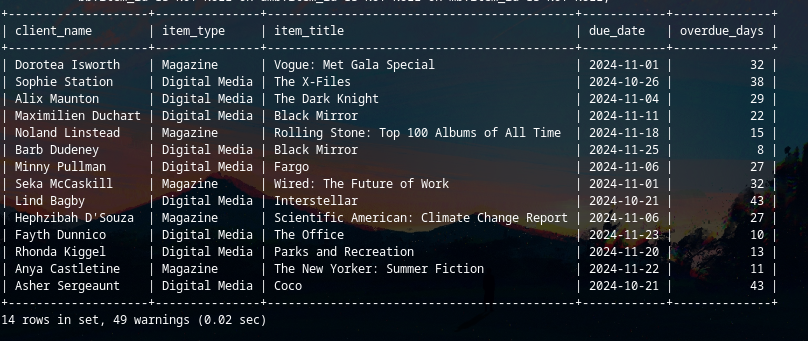 +--------------------+---------------+--------------------------------------------+------------+--------------+
| client_name | item_type | item_title | due_date | overdue_days |
+--------------------+---------------+--------------------------------------------+------------+--------------+
| Dorotea Isworth | Magazine | Vogue: Met Gala Special | 2024-11-01 | 32 |
| Sophie Station | Digital Media | The X-Files | 2024-10-26 | 38 |
| Alix Maunton | Digital Media | The Dark Knight | 2024-11-04 | 29 |
| Maximilien Duchart | Digital Media | Black Mirror | 2024-11-11 | 22 |
| Noland Linstead | Magazine | Rolling Stone: Top 100 Albums of All Time | 2024-11-18 | 15 |
| Barb Dudeney | Digital Media | Black Mirror | 2024-11-25 | 8 |
| Minny Pullman | Digital Media | Fargo | 2024-11-06 | 27 |
| Seka McCaskill | Magazine | Wired: The Future of Work | 2024-11-01 | 32 |
| Lind Bagby | Digital Media | Interstellar | 2024-10-21 | 43 |
| Hephzibah D'Souza | Magazine | Scientific American: Climate Change Report | 2024-11-06 | 27 |
| Fayth Dunnico | Digital Media | The Office | 2024-11-23 | 10 |
| Rhonda Kiggel | Digital Media | Parks and Recreation | 2024-11-20 | 13 |
| Anya Castletine | Magazine | The New Yorker: Summer Fiction | 2024-11-22 | 11 |
| Asher Sergeaunt | Digital Media | Coco | 2024-10-21 | 43 |
+--------------------+---------------+--------------------------------------------+------------+--------------+
14 rows in set, 49 warnings (0.02 sec)